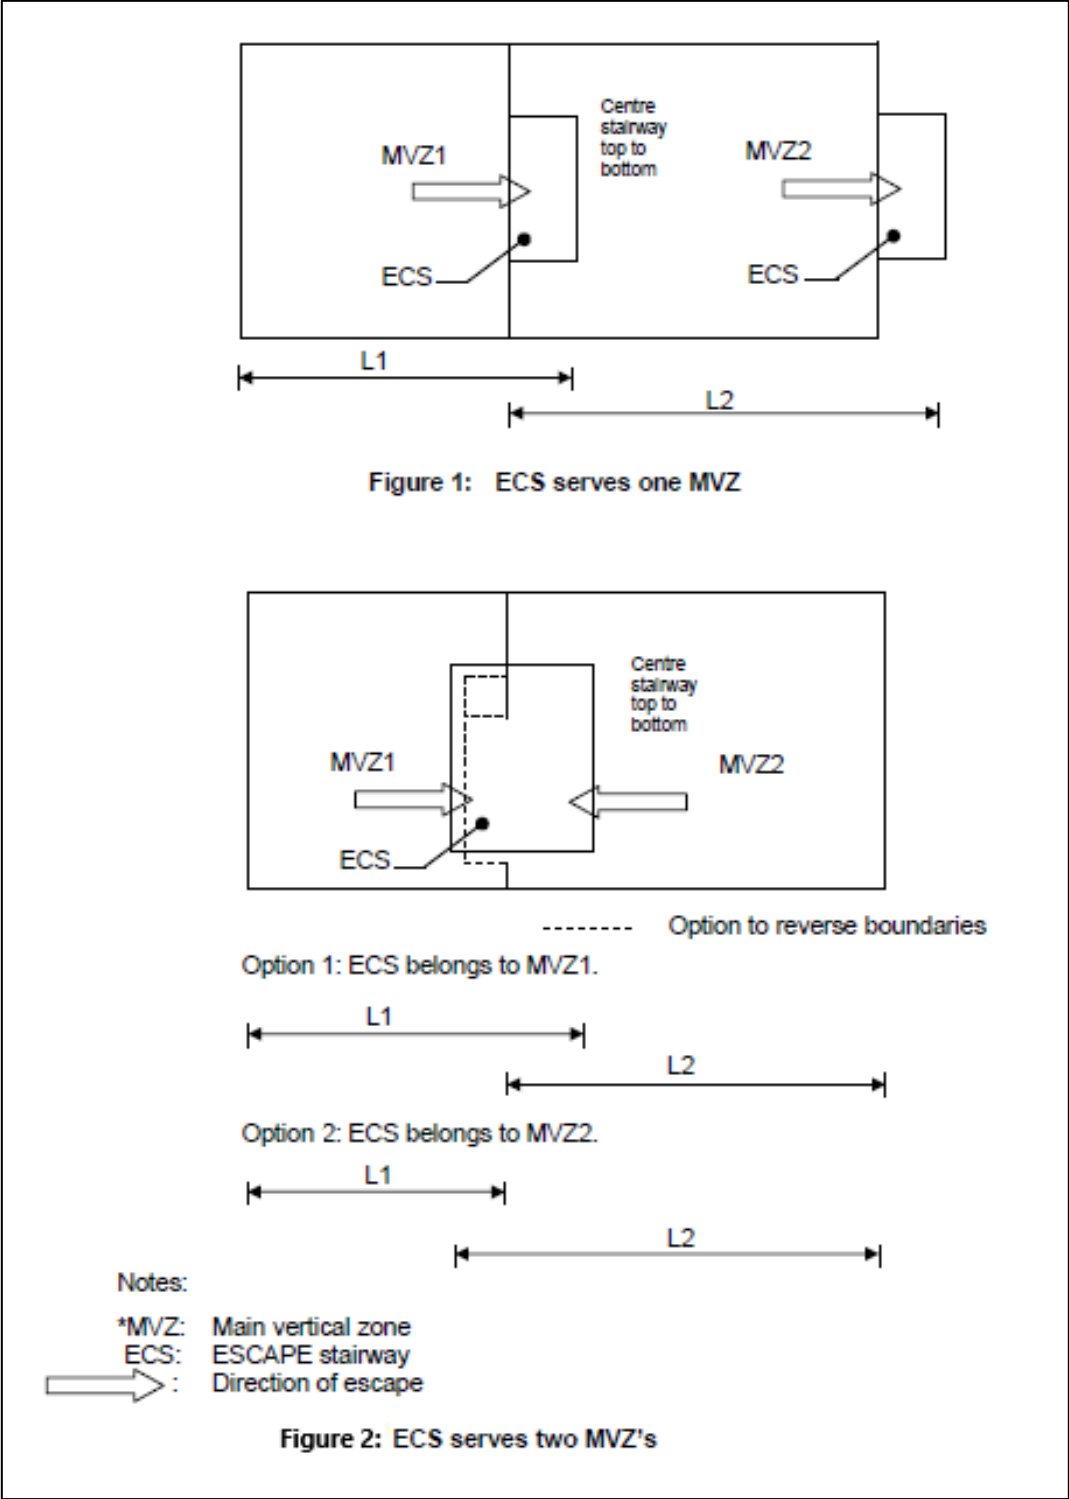 Centre
stairway
top to
bottom
MVZ1
MVZ2
ECS
ECS
L1
L2
Figure 1: ECS serves one MVZ
Centre
stairway
top to
bottom
MVZ1
MVZ2
ECS
Option to reverse boundaries
Option 1: ECS belongs to MVZ1.
L1
L2
Option 2: ECS belongs to MVZ2.
L1
L2
Notes:
*MVZ: Main vertical zone
ECS: ESCAPE stairway
: Direction of escape
Figure 2: ECS serves two MVZ's